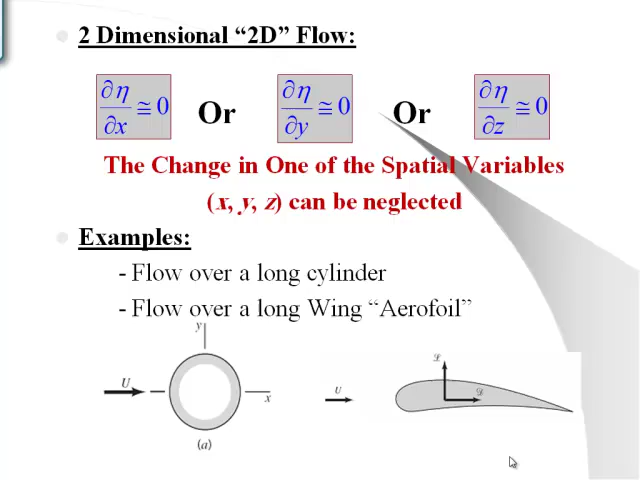 2 Dimensional “2D” Flow:
∂η/∂x ≅ 0 Or ∂η/∂y ≅ 0 Or ∂η/∂z ≅ 0
The Change in One of the Spatial Variables
(x, y, z) can be neglected
Examples:
- Flow over a long cylinder
- Flow over a long Wing “Aerofoil”
y
ℒ
U
x
U
𝒟
(a)